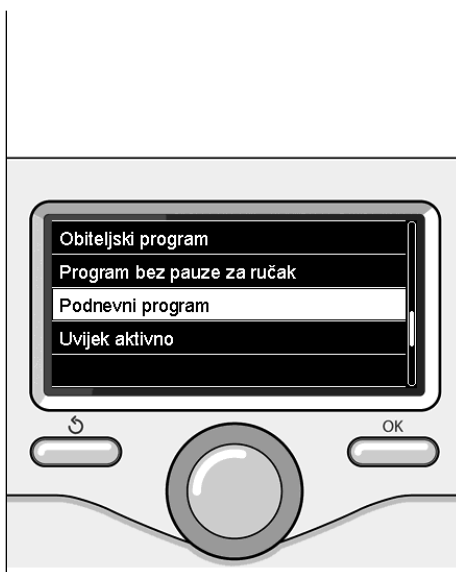 Obiteljski program
Program bez pauze za ručak
Podnevni program
Uvijek aktivno
OK